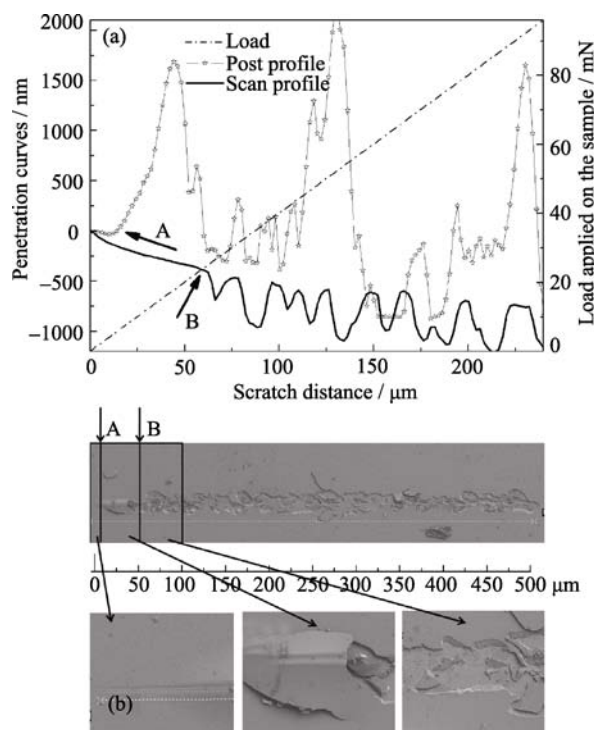 (a)
Load
Post profile
Scan profile
Penetration curves / nm
2000
1500
1000
500
250
0
−500
−1000
Load applied on the sample / mN
80
60
40
20
0
A
B
0 50 100 150 200
Scratch distance / μm
A B
0 50 100 150 200 250 300 350 400 450 500 μm
(b)